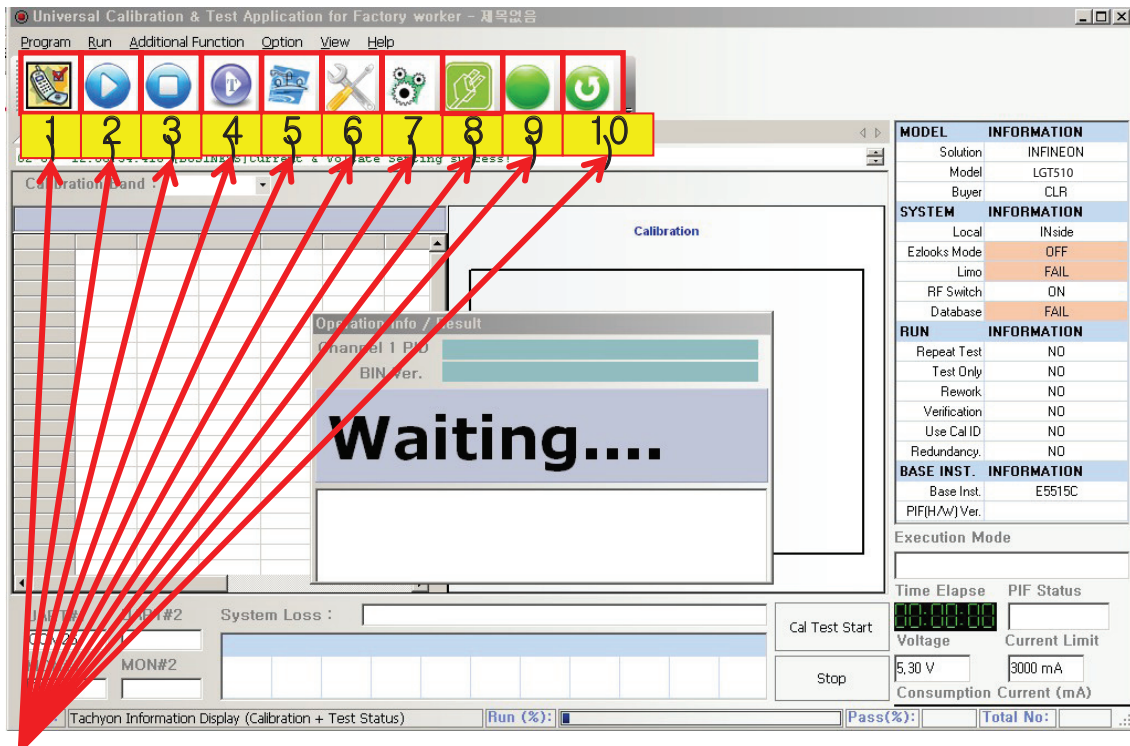 Universal Calibration & Test Application for Factory worker - 제목없음
Program Run Additional Function Option View Help
T
1 2 3 4 5 6 7 8 9 10
) ) ) ) ) ) ) ) ) )
Current & Voltate Setting success!
Calibration Band :
Calibration
Operation Info / Result
Channel 1 PID
BIN Ver.
Waiting....
MODEL INFORMATION
Solution INFINEON
Model LGT510
Buyer CLR
SYSTEM INFORMATION
Local INside
Ezlooks Mode OFF
Limo FAIL
RF Switch ON
Database FAIL
RUN INFORMATION
Repeat Test NO
Test Only NO
Rework NO
Verification NO
Use Cal ID NO
Redundancy. NO
BASE INST. INFORMATION
Base Inst. E5515C
PIF(H/W) Ver.
Execution Mode
Time Elapse PIF Status
00:00:00
Voltage Current Limit
5,30 V 3000 mA
Consumption Current (mA)
UART#2 System Loss :
MON#2
Cal Test Start
Stop
Tachyon Information Display (Calibration + Test Status) Run (%): Pass(%): Total No: